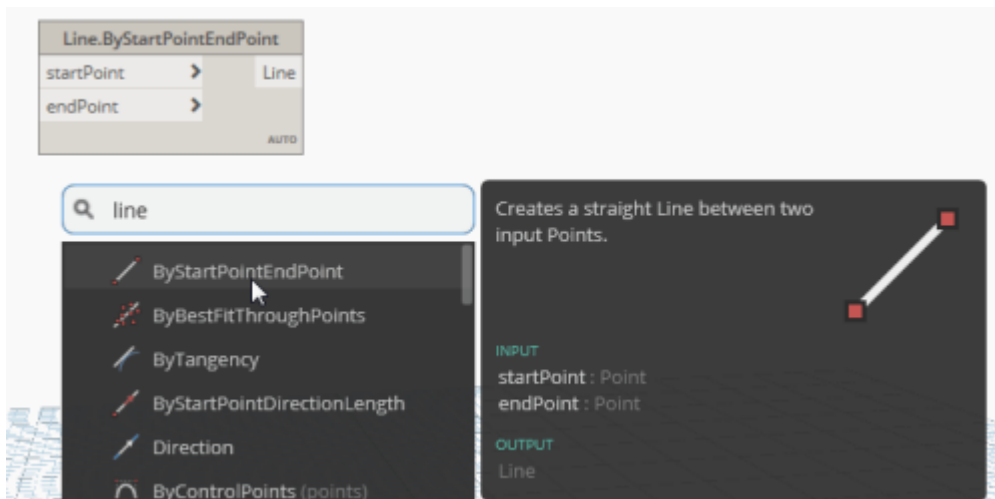 Line.ByStartPointEndPoint
startPoint > Line
endPoint >
AUTO
line
ByStartPointEndPoint
ByBestFitThroughPoints
ByTangency
ByStartPointDirectionLength
Direction
ByControlPoints (points)
Creates a straight Line between two
input Points.
INPUT
startPoint : Point
endPoint : Point
OUTPUT
Line